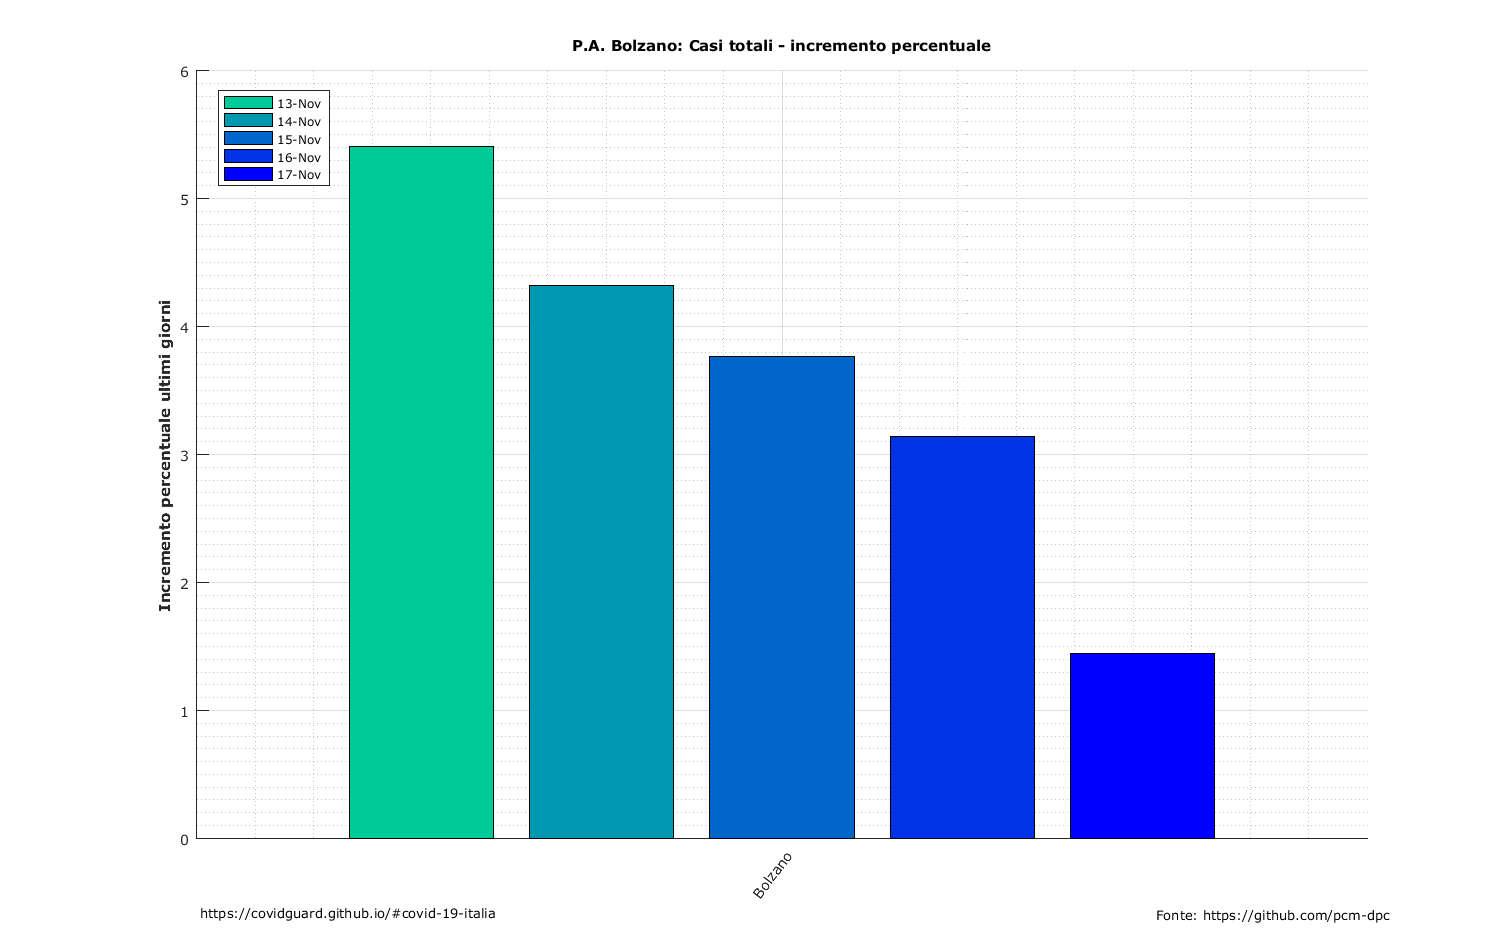 P.A. Bolzano: Casi totali - incremento percentuale
Incremento percentuale ultimi giorni
6
5
4
3
2
1
0
13-Nov
14-Nov
15-Nov
16-Nov
17-Nov
Bolzano
https://covidguard.github.io/#covid-19-italia
Fonte: https://github.com/pcm-dpc